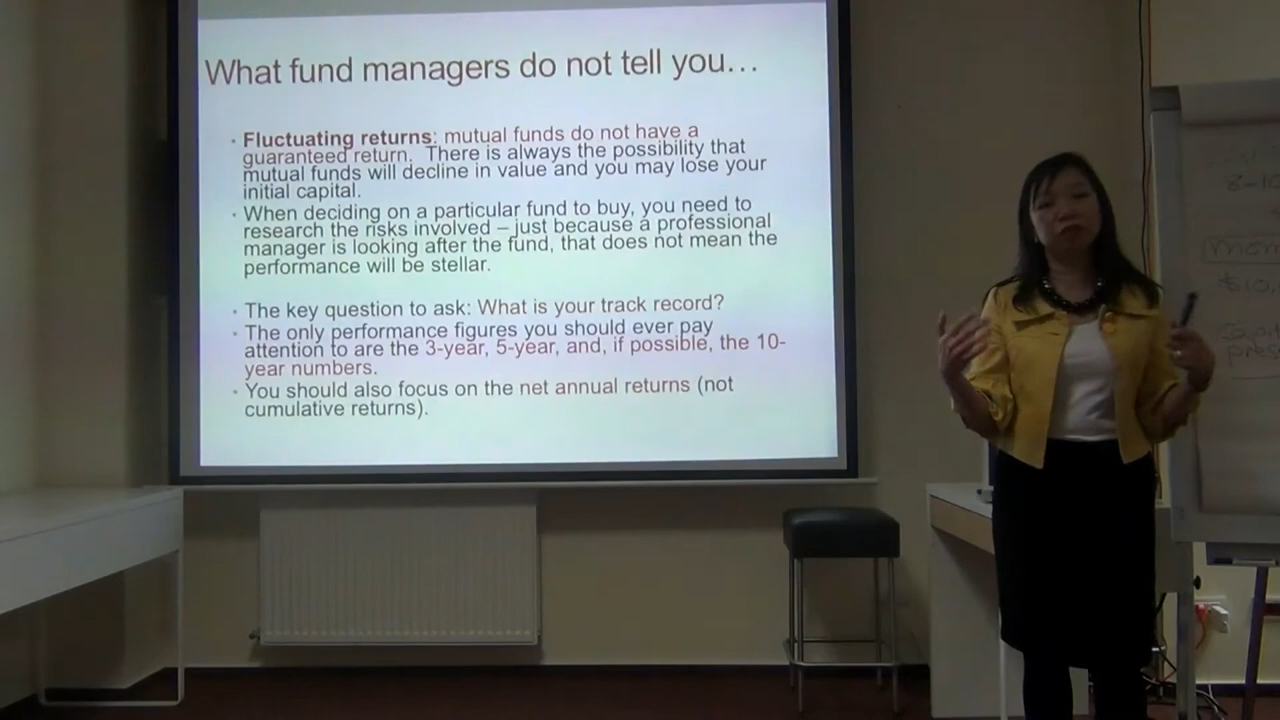 What fund managers do not tell you…
• Fluctuating returns: mutual funds do not have a
guaranteed return. There is always the possibility that
mutual funds will decline in value and you may lose your
initial capital.
• When deciding on a particular fund to buy, you need to
research the risks involved – just because a professional
manager is looking after the fund, that does not mean the
performance will be stellar.
• The key question to ask: What is your track record?
• The only performance figures you should ever pay
attention to are the 3-year, 5-year, and, if possible, the 10-
year numbers.
• You should also focus on the net annual returns (not
cumulative returns).